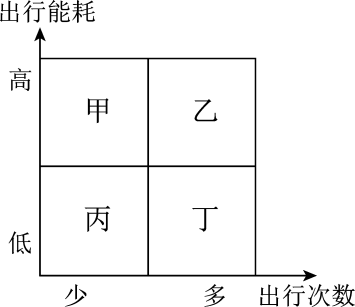 出行能耗
高
甲 乙
丙 丁
低
少 多 出行次数